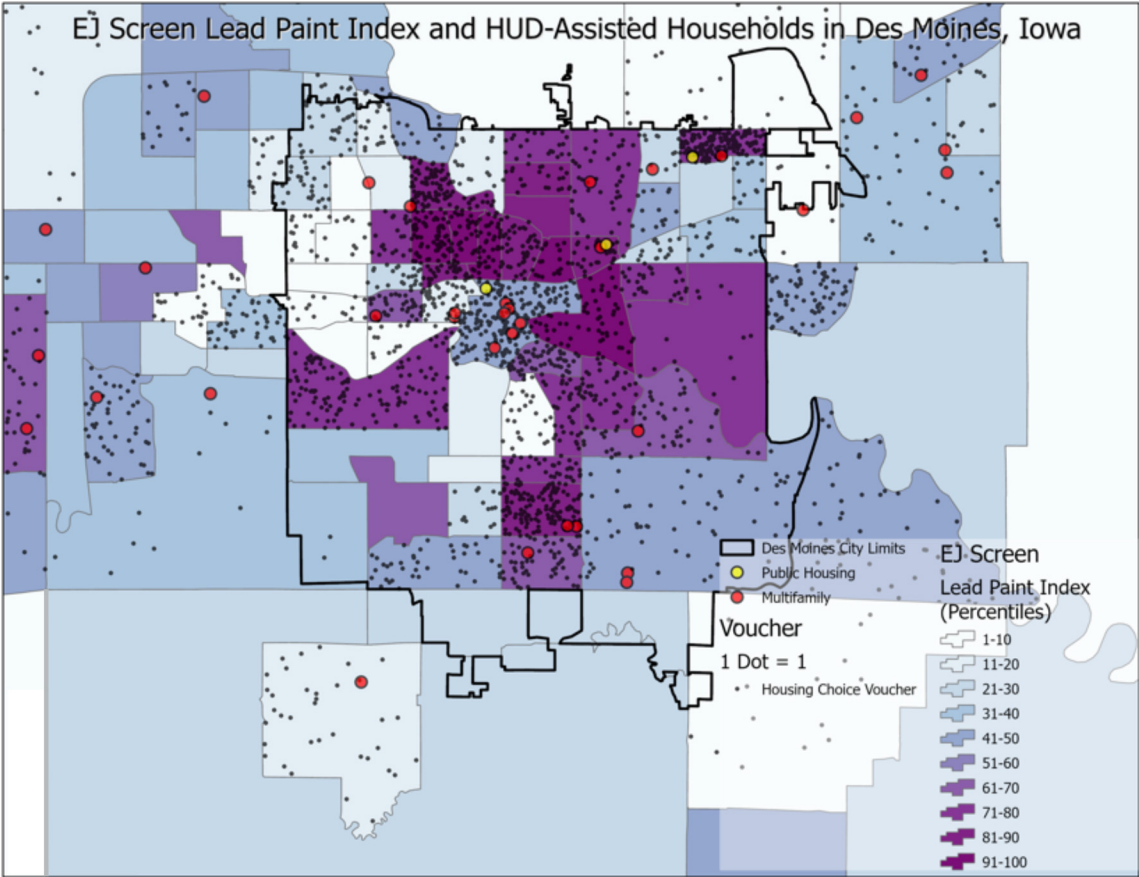 EJ Screen Lead Paint Index and HUD-Assisted Households in Des Moines, Iowa
Des Moines City Limits
Public Housing
Multifamily
Voucher
1 Dot = 1
Housing Choice Voucher
EJ Screen
Lead Paint Index
(Percentiles)
1-10
11-20
21-30
31-40
41-50
51-60
61-70
71-80
81-90
91-100